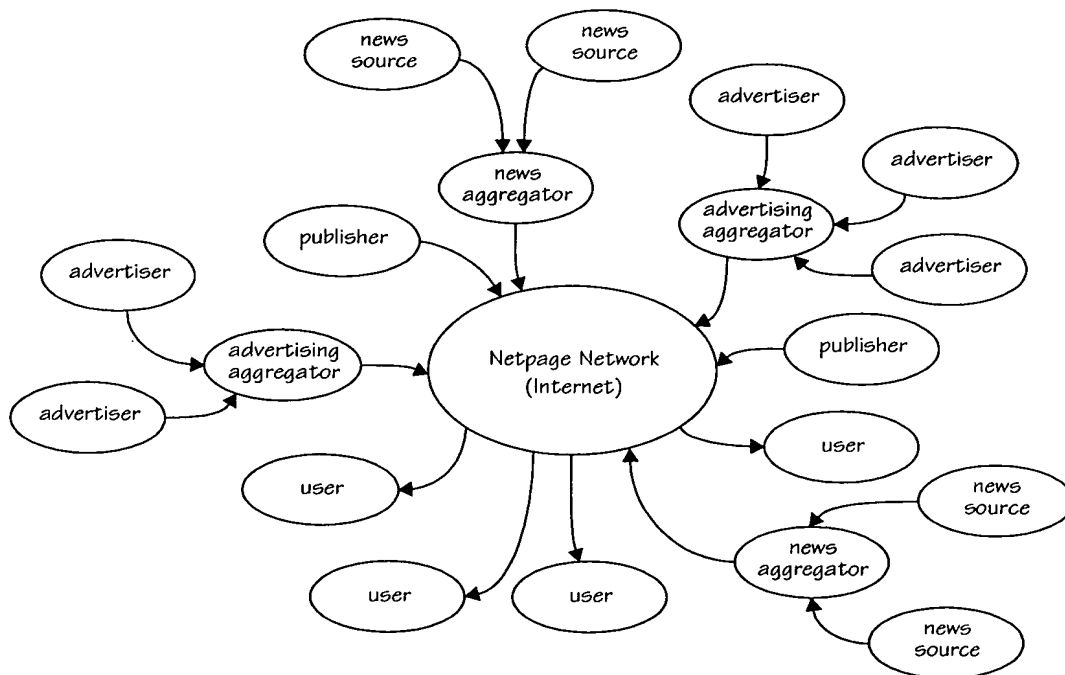 news
source
news
source
advertiser
advertiser
news
aggregator
advertising
aggregator
publisher
advertiser
advertiser
publisher
Netpage Network
(Internet)
advertising
aggregator
advertiser
user
user
news
source
news
aggregator
user
user
news
source